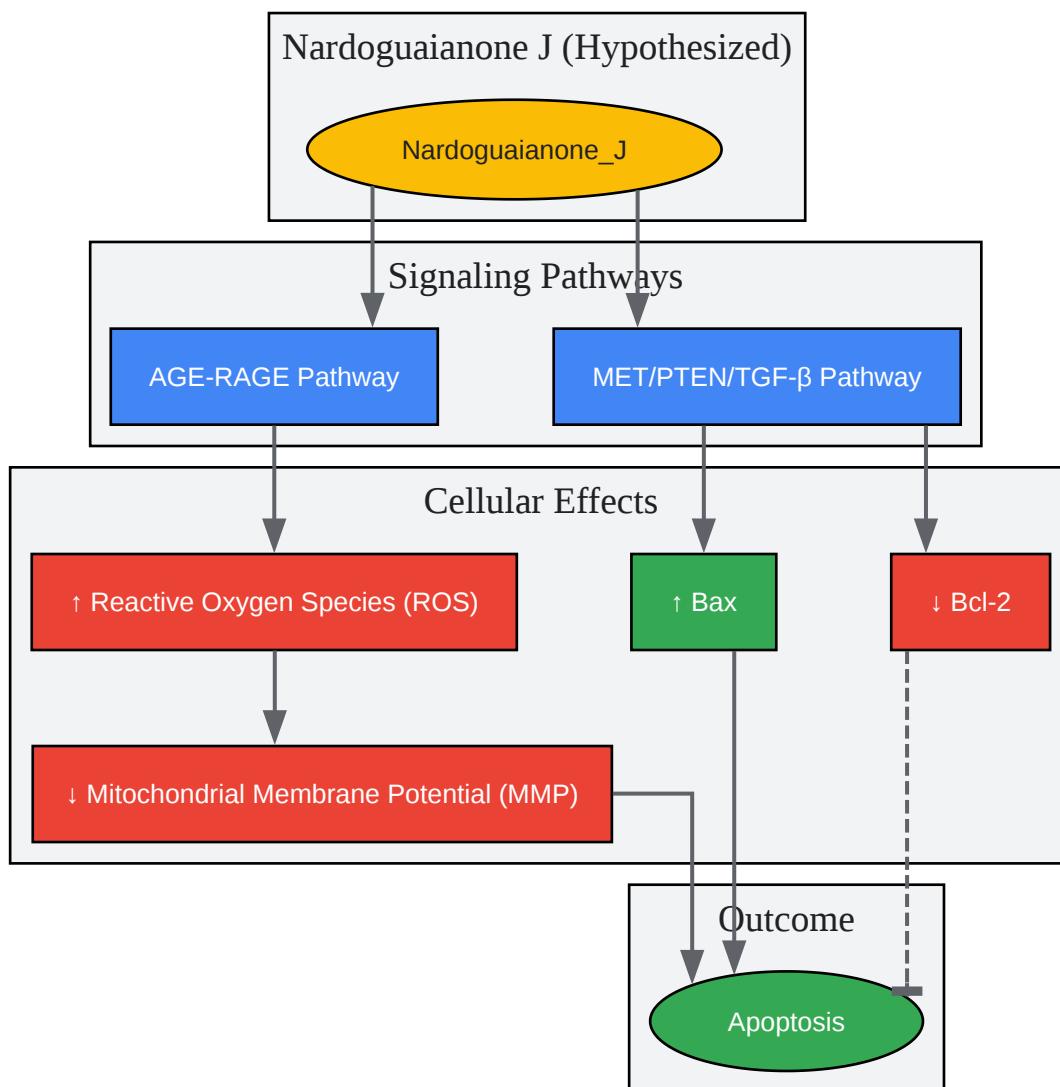 Nardoguaianone J (Hypothesized)
Nardoguaianone_J
Signaling Pathways
AGE-RAGE Pathway
MET/PTEN/TGF-β Pathway
Cellular Effects
↑ Reactive Oxygen Species (ROS)
↑ Bax
↓ Bcl-2
↓ Mitochondrial Membrane Potential (MMP)
Outcome
Apoptosis